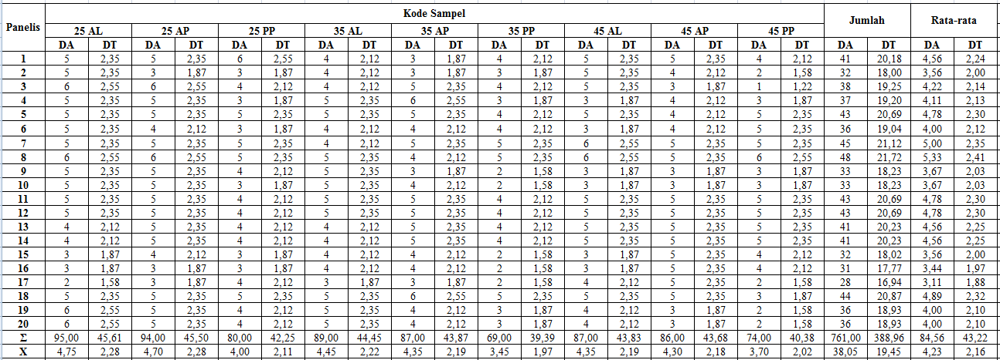 Kode Sampel
Panelis Jumlah Rata-rata
25 AL 25 AP 25 PP 35 AL 35 AP 35 PP 45 AL 45 AP 45 PP
DA DT DA DT DA DT DA DT DA DT DA DT DA DT DA DT DA DT DA DT DA DT
1 5 2,35 5 2,35 6 2,55 4 2,12 3 1,87 4 2,12 5 2,35 5 2,35 4 2,12 41 20,18 4,56 2,24
2 5 2,35 3 1,87 3 1,87 4 2,12 3 1,87 3 1,87 5 2,35 4 2,12 2 1,58 32 18,00 3,56 2,00
3 6 2,55 6 2,55 4 2,12 4 2,12 5 2,35 4 2,12 5 2,35 3 1,87 1 1,22 38 19,25 4,22 2,14
4 5 2,35 5 2,35 3 1,87 5 2,35 6 2,55 3 1,87 3 1,87 4 2,12 3 1,87 37 19,20 4,11 2,13
5 5 2,35 5 2,35 5 2,35 5 2,35 5 2,35 4 2,12 5 2,35 4 2,12 5 2,35 43 20,69 4,78 2,30
6 5 2,35 4 2,12 3 1,87 4 2,12 4 2,12 4 2,12 3 1,87 4 2,12 5 2,35 36 19,04 4,00 2,12
7 5 2,35 5 2,35 5 2,35 4 2,12 5 2,35 5 2,35 6 2,55 5 2,35 5 2,35 45 21,12 5,00 2,35
8 6 2,55 6 2,55 5 2,35 5 2,35 4 2,12 5 2,35 6 2,55 5 2,35 6 2,55 48 21,72 5,33 2,41
9 5 2,35 5 2,35 4 2,12 5 2,35 3 1,87 2 1,58 3 1,87 3 1,87 3 1,87 33 18,23 3,67 2,03
10 5 2,35 5 2,35 3 1,87 5 2,35 4 2,12 2 1,58 3 1,87 3 1,87 3 1,87 33 18,23 3,67 2,03
11 5 2,35 5 2,35 4 2,12 5 2,35 5 2,35 4 2,12 5 2,35 5 2,35 5 2,35 43 20,69 4,78 2,30
12 5 2,35 5 2,35 4 2,12 5 2,35 5 2,35 4 2,12 5 2,35 5 2,35 5 2,35 43 20,69 4,78 2,30
13 4 2,12 5 2,35 4 2,12 4 2,12 5 2,35 4 2,12 5 2,35 5 2,35 5 2,35 41 20,23 4,56 2,25
14 4 2,12 5 2,35 4 2,12 4 2,12 5 2,35 4 2,12 5 2,35 5 2,35 5 2,35 41 20,23 4,56 2,25
15 3 1,87 4 2,12 3 1,87 4 2,12 4 2,12 2 1,58 3 1,87 5 2,35 4 2,12 32 18,02 3,56 2,00
16 3 1,87 3 1,87 3 1,87 4 2,12 4 2,12 2 1,58 3 1,87 5 2,35 4 2,12 31 17,77 3,44 1,97
17 2 1,58 3 1,87 4 2,12 3 1,87 3 1,87 2 1,58 4 2,12 5 2,35 2 1,58 28 16,94 3,11 1,88
18 5 2,35 5 2,35 5 2,35 5 2,35 6 2,55 5 2,35 5 2,35 5 2,35 3 1,87 44 20,87 4,89 2,32
19 6 2,55 5 2,35 4 2,12 5 2,35 4 2,12 3 1,87 4 2,12 3 1,87 2 1,58 36 18,93 4,00 2,10
20 6 2,55 5 2,35 4 2,12 5 2,35 4 2,12 3 1,87 4 2,12 3 1,87 2 1,58 36 18,93 4,00 2,10
Σ 95,00 45,61 94,00 45,50 80,00 42,25 89,00 44,45 87,00 43,87 69,00 39,39 87,00 43,83 86,00 43,68 74,00 40,38 761,00 388,96 84,56 43,22
X 4,75 2,28 4,70 2,28 4,00 2,11 4,45 2,22 4,35 2,19 3,45 1,97 4,35 2,19 4,30 2,18 3,70 2,02 38,05 19,45 4,23 2,16